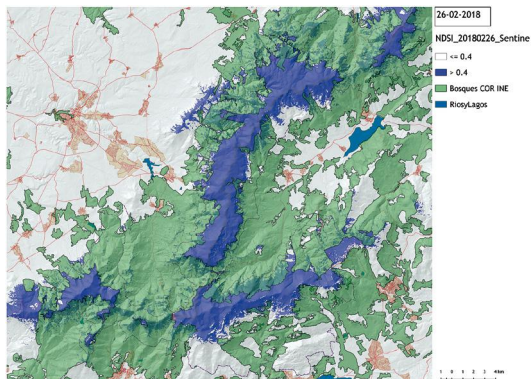 26-02-2018
NDSI_20180226_Sentine
<= 0.4
> 0.4
Bosques COR INE
RiosyLagos